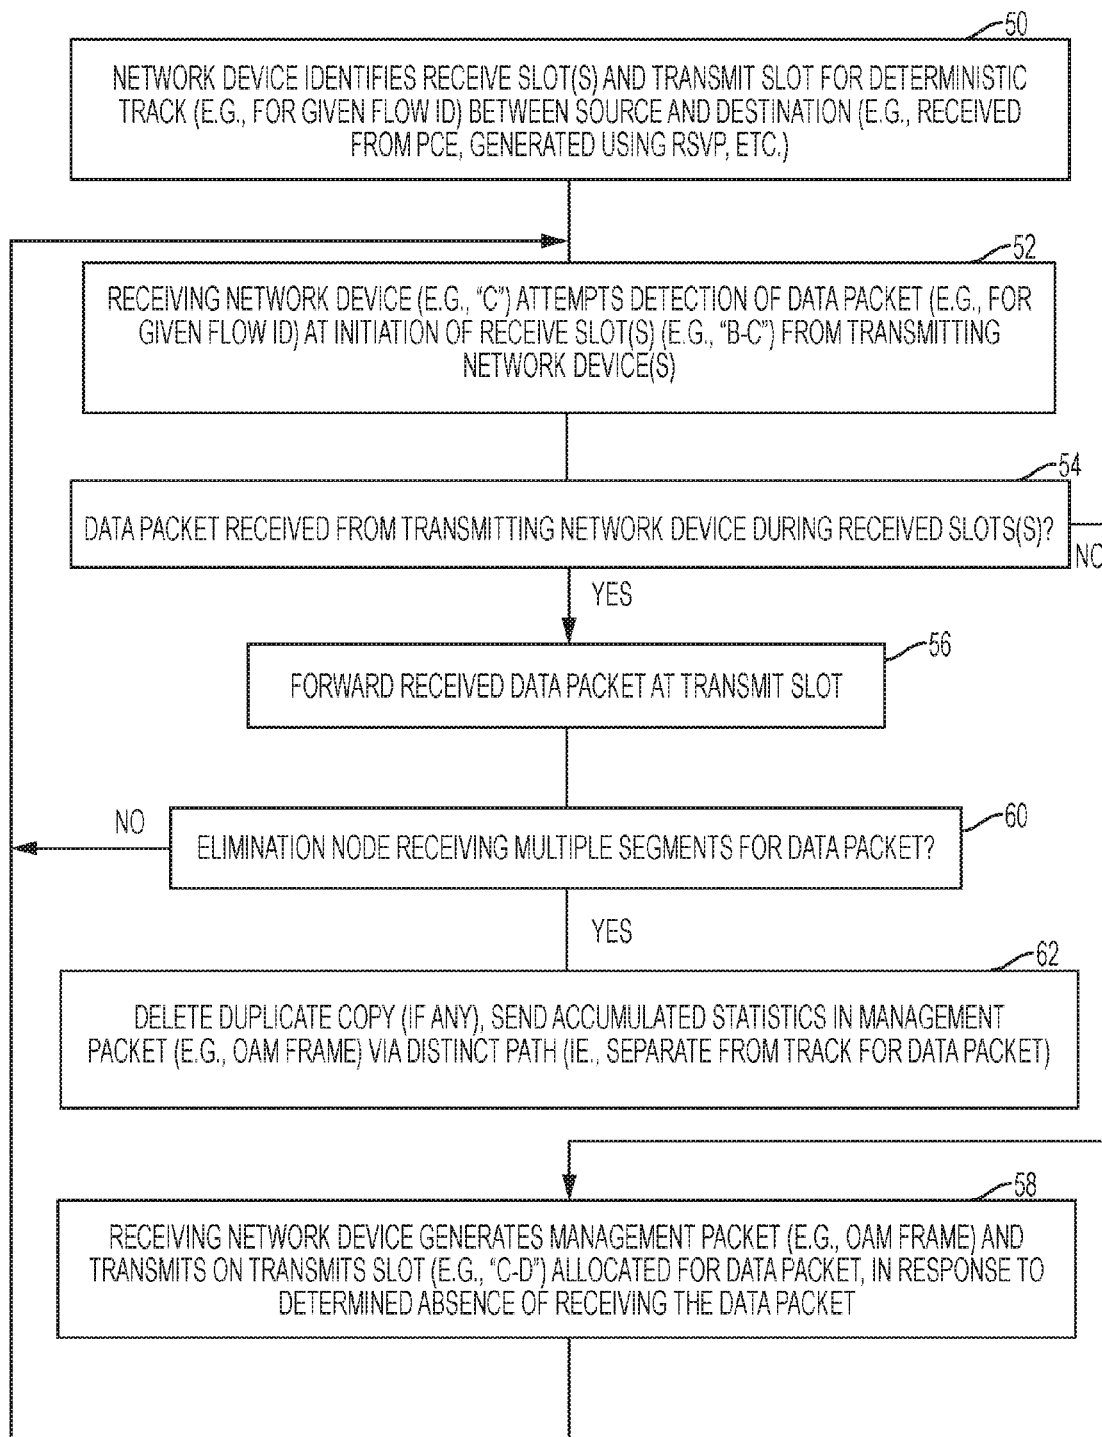 50
NETWORK DEVICE IDENTIFIES RECEIVE SLOT(S) AND TRANSMIT SLOT FOR DETERMINISTIC
TRACK (E.G., FOR GIVEN FLOW ID) BETWEEN SOURCE AND DESTINATION (E.G., RECEIVED
FROM PCE, GENERATED USING RSVP, ETC.)
52
RECEIVING NETWORK DEVICE (E.G., "C") ATTEMPTS DETECTION OF DATA PACKET (E.G., FOR
GIVEN FLOW ID) AT INITIATION OF RECEIVE SLOT(S) (E.G., "B-C") FROM TRANSMITTING
NETWORK DEVICE(S)
54
DATA PACKET RECEIVED FROM TRANSMITTING NETWORK DEVICE DURING RECEIVED SLOTS(S)?
NO
YES
56
FORWARD RECEIVED DATA PACKET AT TRANSMIT SLOT
NO
60
ELIMINATION NODE RECEIVING MULTIPLE SEGMENTS FOR DATA PACKET?
YES
62
DELETE DUPLICATE COPY (IF ANY), SEND ACCUMULATED STATISTICS IN MANAGEMENT
PACKET (E.G., OAM FRAME) VIA DISTINCT PATH (IE., SEPARATE FROM TRACK FOR DATA PACKET)
58
RECEIVING NETWORK DEVICE GENERATES MANAGEMENT PACKET (E.G., OAM FRAME) AND
TRANSMITS ON TRANSMITS SLOT (E.G., "C-D") ALLOCATED FOR DATA PACKET, IN RESPONSE TO
DETERMINED ABSENCE OF RECEIVING THE DATA PACKET